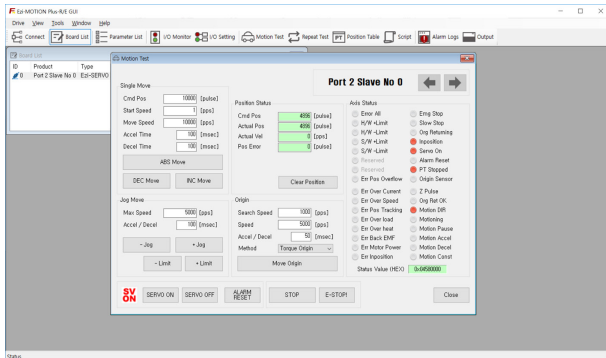 Ezi-MOTION Plus-R/E GUI
Drive View Tools Window Help
Connect Board List Parameter List I/O Monitor I/O Setting Motion Test Repeat Test PT Position Table Script Alarm Logs Output
Board List
ID Product Type
0 Port 2 Slave No 0 Ezi-SERVO
Motion Test
Port 2 Slave No 0
Single Move
Cmd Pos 10000 [pulse]
Start Speed 1 [pps]
Move Speed 10000 [pps]
Accel Time 100 [msec]
Decel Time 100 [msec]
ABS Move
DEC Move INC Move
Position Status
Cmd Pos 4896 [pulse]
Actual Pos 4896 [pulse]
Actual Vel 0 [pps]
Pos Error 0 [pulse]
Clear Position
Axis Status
Error All Emg Stop
H/W +Limit Slow Stop
H/W -Limit Org Returning
S/W +Limit Inposition
S/W -Limit Servo On
Reserved Alarm Reset
Reserved PT Stopped
Err Pos Overflow Origin Sensor
Err Over Current Z Pulse
Err Over Speed Org Ret OK
Err Pos Tracking Motion DIR
Err Over load Motioning
Err Over heat Motion Pause
Err Back EMF Motion Accel
Err Motor Power Motion Decel
Err Inposition Motion Const
Status Value (HEX) 0x04580000
Jog Move
Max Speed 5000 [pps]
Accel / Decel 100 [msec]
- Jog + Jog
- Limit + Limit
Origin
Search Speed 1000 [pps]
Speed 5000 [pps]
Accel / Decel 50 [msec]
Method Torque Origin
Move Origin
SV ON SERVO ON SERVO OFF ALARM RESET STOP E-STOP! Close
Status